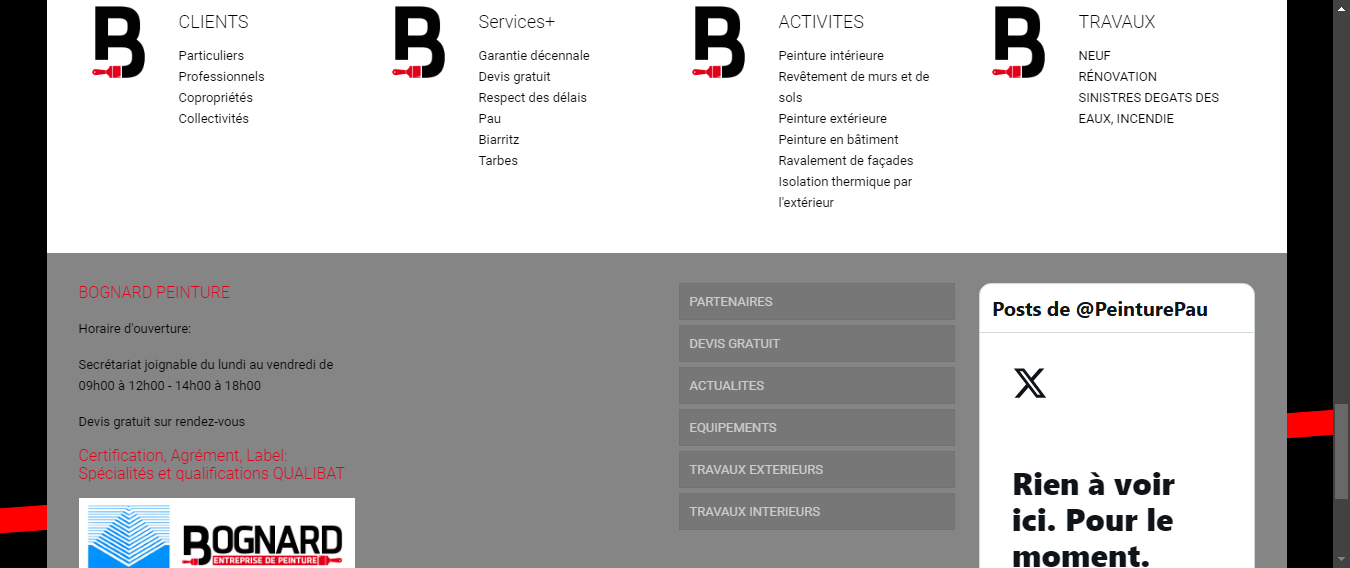 CLIENTS
Particuliers
Professionnels
Copropriétés
Collectivités
Services+
Garantie décennale
Devis gratuit
Respect des délais
Pau
Biarritz
Tarbes
ACTIVITES
Peinture intérieure
Revêtement de murs et de
sols
Peinture extérieure
Peinture en bâtiment
Ravalement de façades
Isolation thermique par
l'extérieur
TRAVAUX
NEUF
RÉNOVATION
SINISTRES DEGATS DES
EAUX, INCENDIE
BOGNARD PEINTURE
Horaire d'ouverture:
Secrétariat joignable du lundi au vendredi de
09h00 à 12h00 - 14h00 à 18h00
Devis gratuit sur rendez-vous
Certification, Agrément, Label:
Spécialités et qualifications QUALIBAT
BOGNARD
ENTREPRISE DE PEINTURE
PARTENAIRES
DEVIS GRATUIT
ACTUALITES
EQUIPEMENTS
TRAVAUX EXTERIEURS
TRAVAUX INTERIEURS
Posts de @PeinturePau
Rien à voir
ici. Pour le
moment.